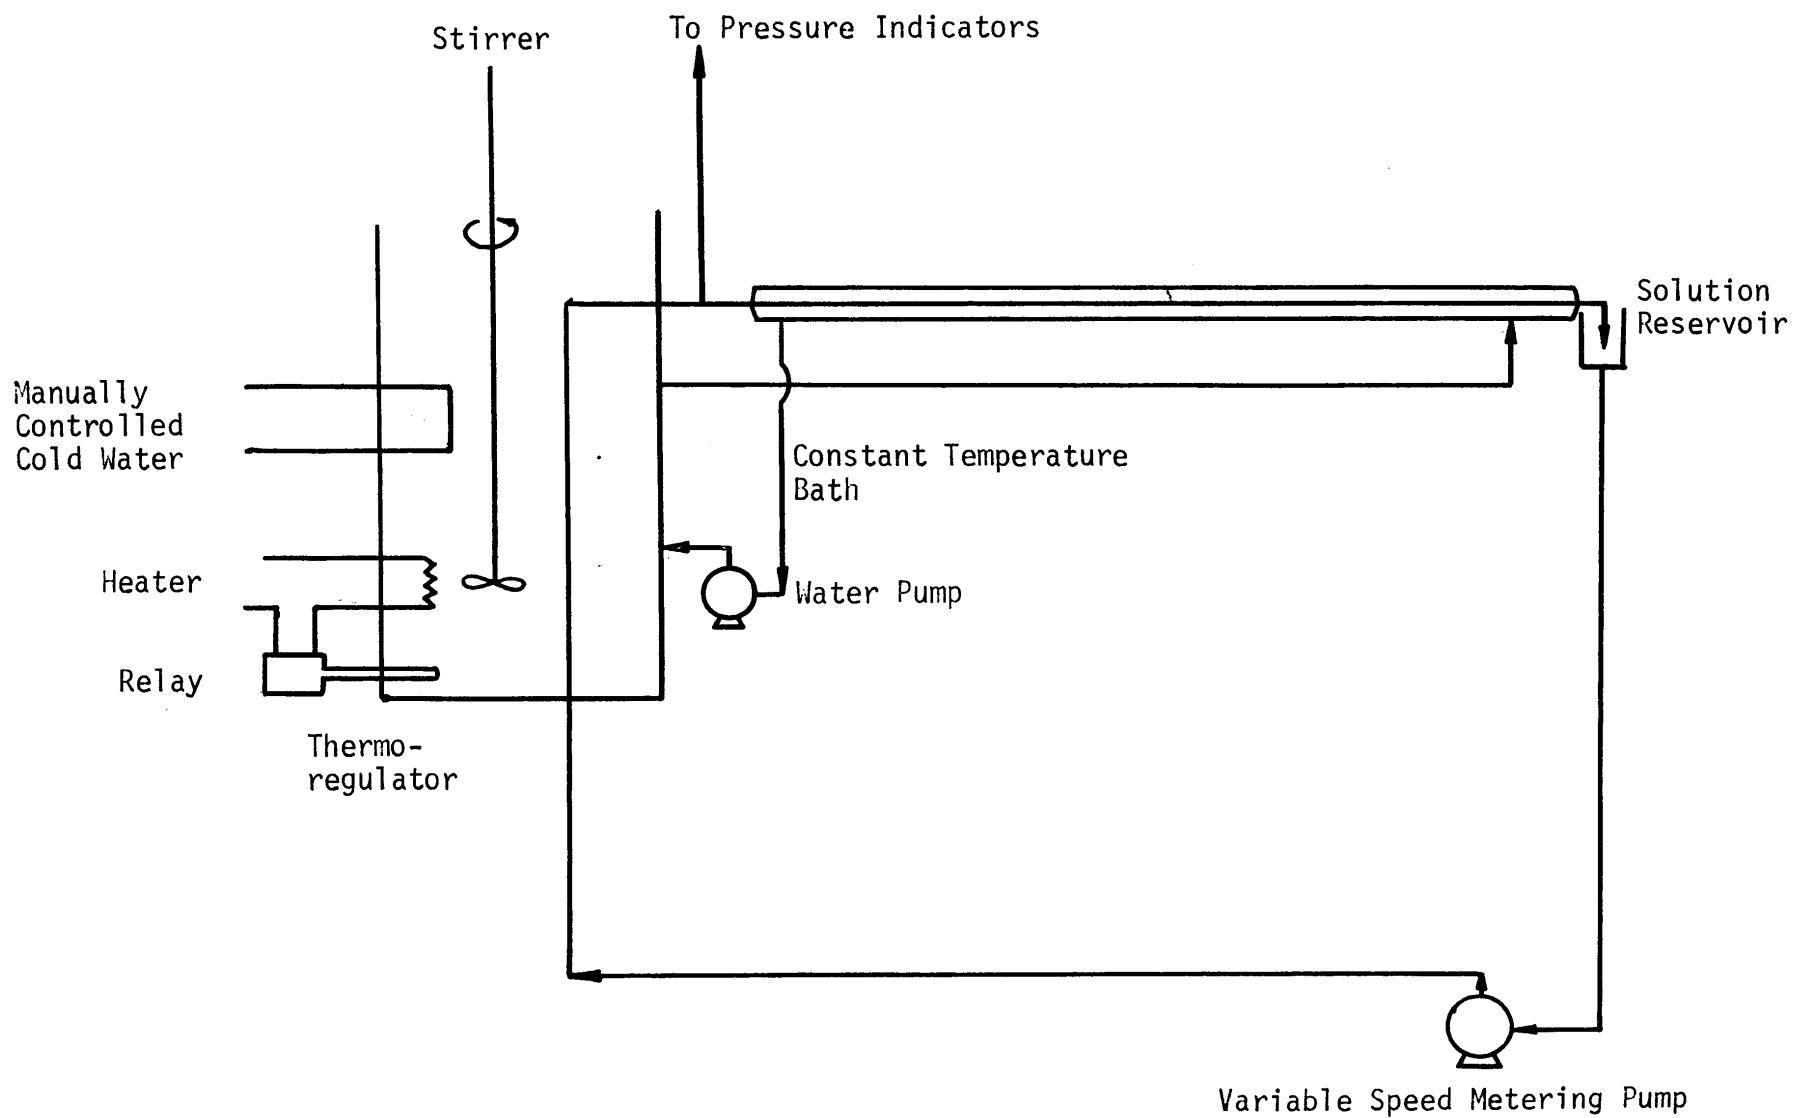 Stirrer
To Pressure Indicators
Solution
Reservoir
Manually
Controlled
Cold Water
Constant Temperature
Bath
Heater
Water Pump
Relay
Thermo-
regulator
Variable Speed Metering Pump